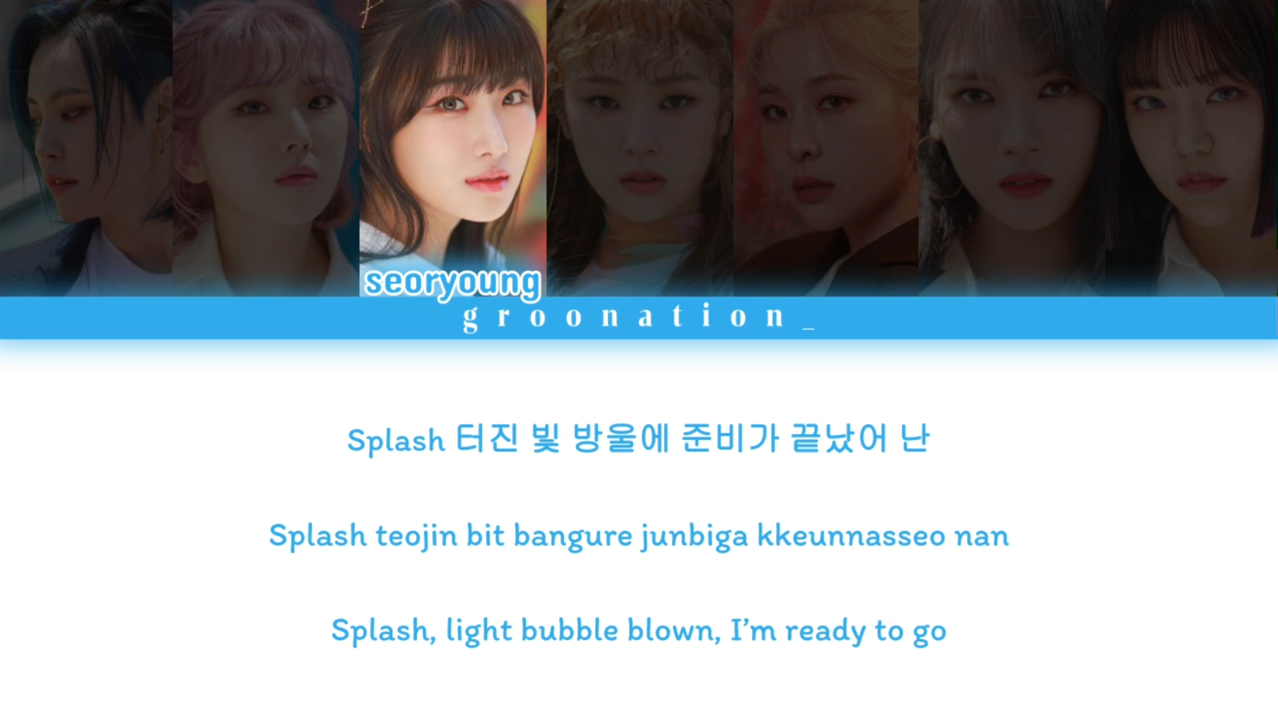 seoryoung
groonation_
Splash 터진 빛 방울에 준비가 끝났어 난
Splash teojin bit bangure junbiga kkeunnasseo nan
Splash, light bubble blown, I’m ready to go